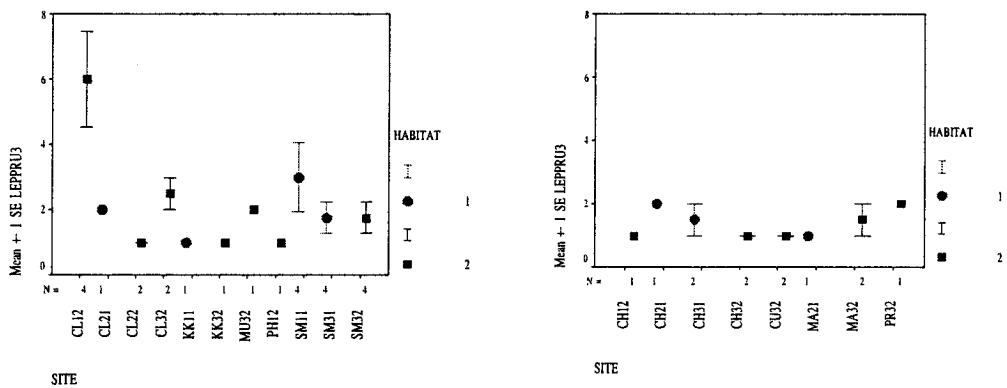 Mean +- 1 SE LEPPRU3
8
6
4
2
0
N =
4 1 2 2 1 1 1 1 4 4 4
CL12 CL21 CL22 CL32 KK11 KK32 MU32 PH12 SM11 SM31 SM32
SITE
HABITAT
1
2
Mean +- 1 SE LEPPRU3
8
6
4
2
0
N =
1 1 2 2 2 1 2 1
CH12 CH21 CH31 CH32 CU32 MA21 MA32 PR32
SITE
HABITAT
1
2